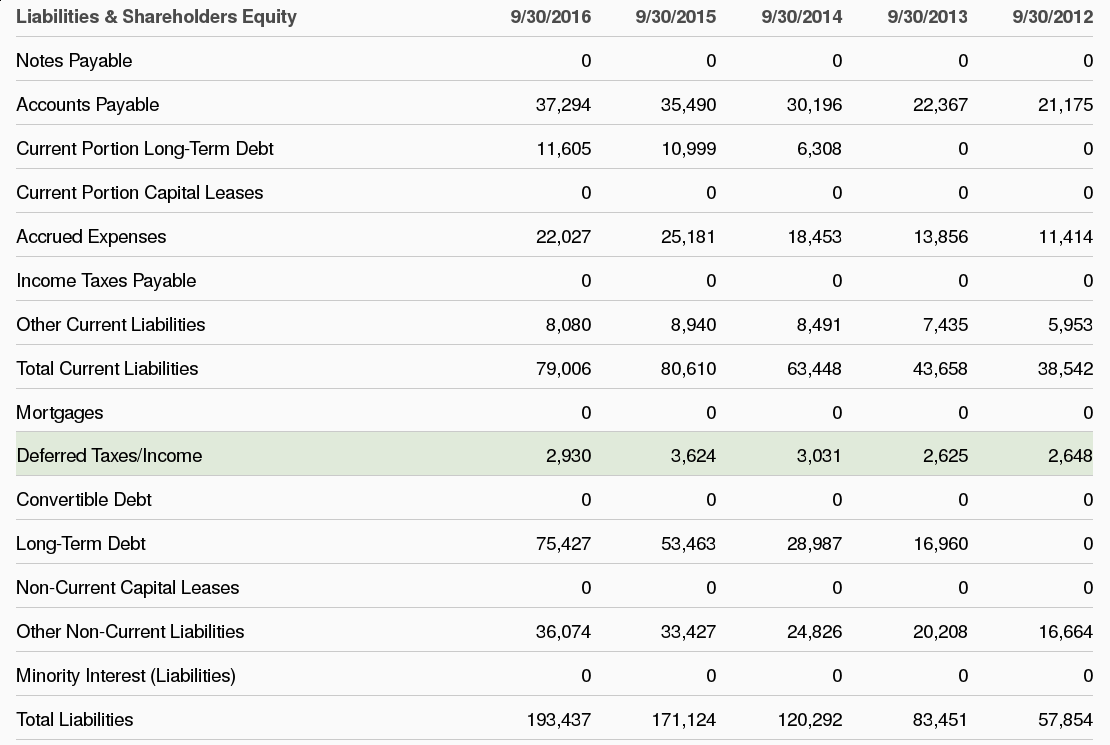 Liabilities & Shareholders Equity 9/30/2016 9/30/2015 9/30/2014 9/30/2013 9/30/2012
Notes Payable 0 0 0 0 0
Accounts Payable 37,294 35,490 30,196 22,367 21,175
Current Portion Long-Term Debt 11,605 10,999 6,308 0 0
Current Portion Capital Leases 0 0 0 0 0
Accrued Expenses 22,027 25,181 18,453 13,856 11,414
Income Taxes Payable 0 0 0 0 0
Other Current Liabilities 8,080 8,940 8,491 7,435 5,953
Total Current Liabilities 79,006 80,610 63,448 43,658 38,542
Mortgages 0 0 0 0 0
Deferred Taxes/Income 2,930 3,624 3,031 2,625 2,648
Convertible Debt 0 0 0 0 0
Long-Term Debt 75,427 53,463 28,987 16,960 0
Non-Current Capital Leases 0 0 0 0 0
Other Non-Current Liabilities 36,074 33,427 24,826 20,208 16,664
Minority Interest (Liabilities) 0 0 0 0 0
Total Liabilities 193,437 171,124 120,292 83,451 57,854